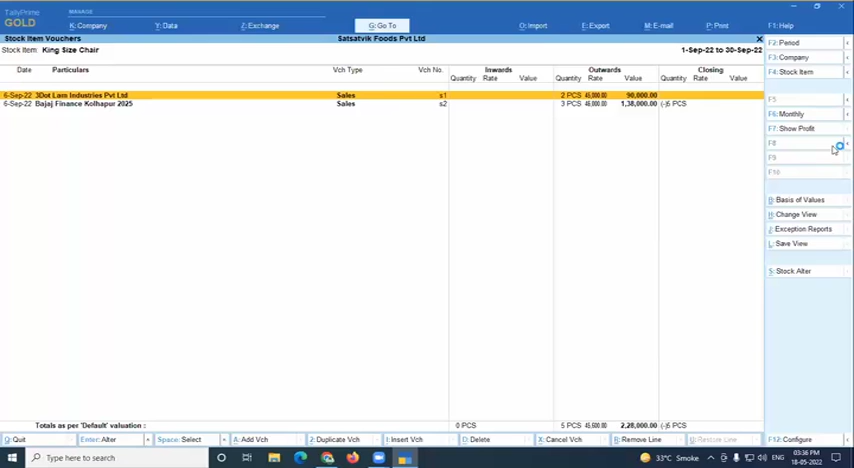 TallyPrime
GOLD
MANAGE
K: Company
Y: Data
Z: Exchange
G: Go To
O: Import
E: Export
M: E-mail
P: Print
F1: Help
Stock Item Vouchers
Satsatvik Foods Pvt Ltd
F2: Period
Stock Item: King Size Chair
1-Sep-22 to 30-Sep-22
F3: Company
F4: Stock Item
Date Particulars Vch Type Vch No. Inwards Outwards Closing
Quantity Rate Value Quantity Rate Value Quantity Rate Value
6-Sep-22 3Dot Lam Industries Pvt Ltd Sales s1 2 PCS 45,000.00 90,000.00
6-Sep-22 Bajaj Finance Kolhapur 2025 Sales s2 3 PCS 46,000.00 1,38,000.00 (-)5 PCS
F5
F6: Monthly
F7: Show Profit
F8
F9
F10
B: Basis of Values
H: Change View
J: Exception Reports
L: Save View
S: Stock Alter
Totals as per 'Default' valuation : 0 PCS 5 PCS 45,600.00 2,28,000.00 (-)5 PCS
Q: Quit
Enter: Alter
Space: Select
A: Add Vch
2: Duplicate Vch
I: Insert Vch
D: Delete
X: Cancel Vch
R: Remove Line
U: Restore Line
F12: Configure
Type here to search
33°C Smoke
ENG
03:36 PM
18-05-2022